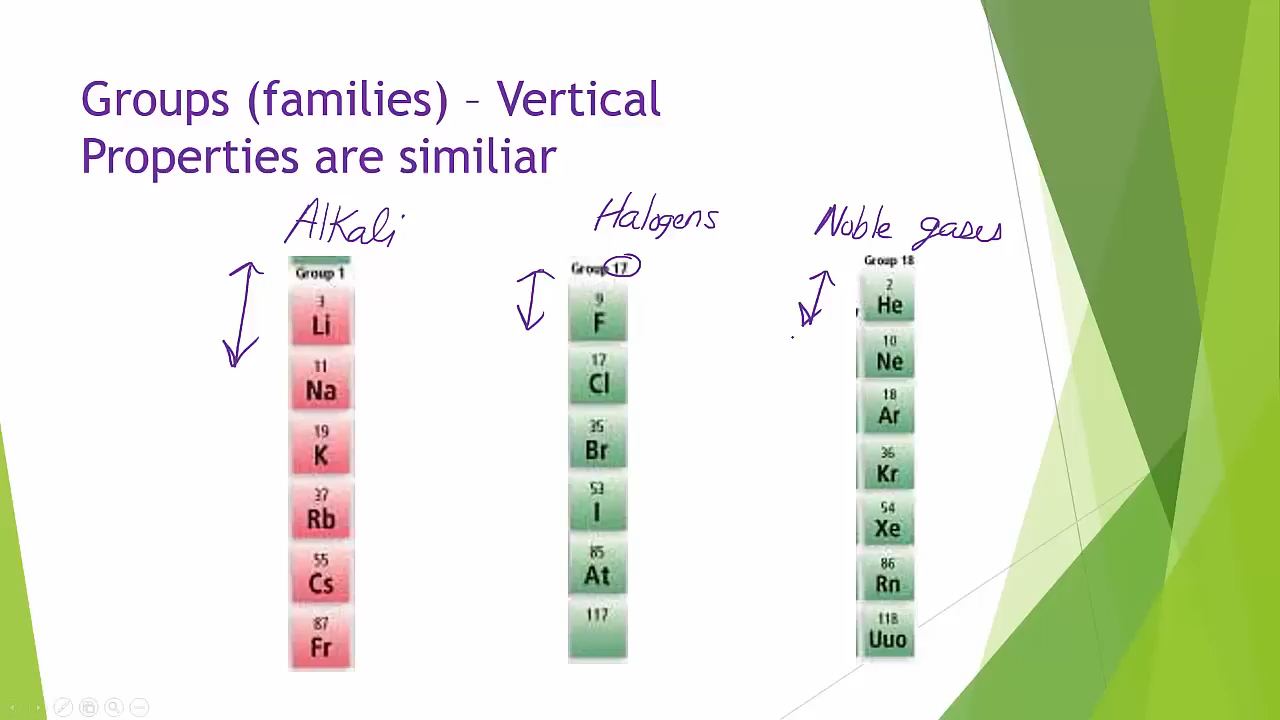 Groups (families) – Vertical
Properties are similiar
Alkali
Halogens
Noble gases
Group 1
3
Li
11
Na
19
K
37
Rb
55
Cs
87
Fr
Group 17
9
F
17
Cl
35
Br
53
I
85
At
117
Group 18
2
He
10
Ne
18
Ar
36
Kr
54
Xe
86
Rn
118
Uuo